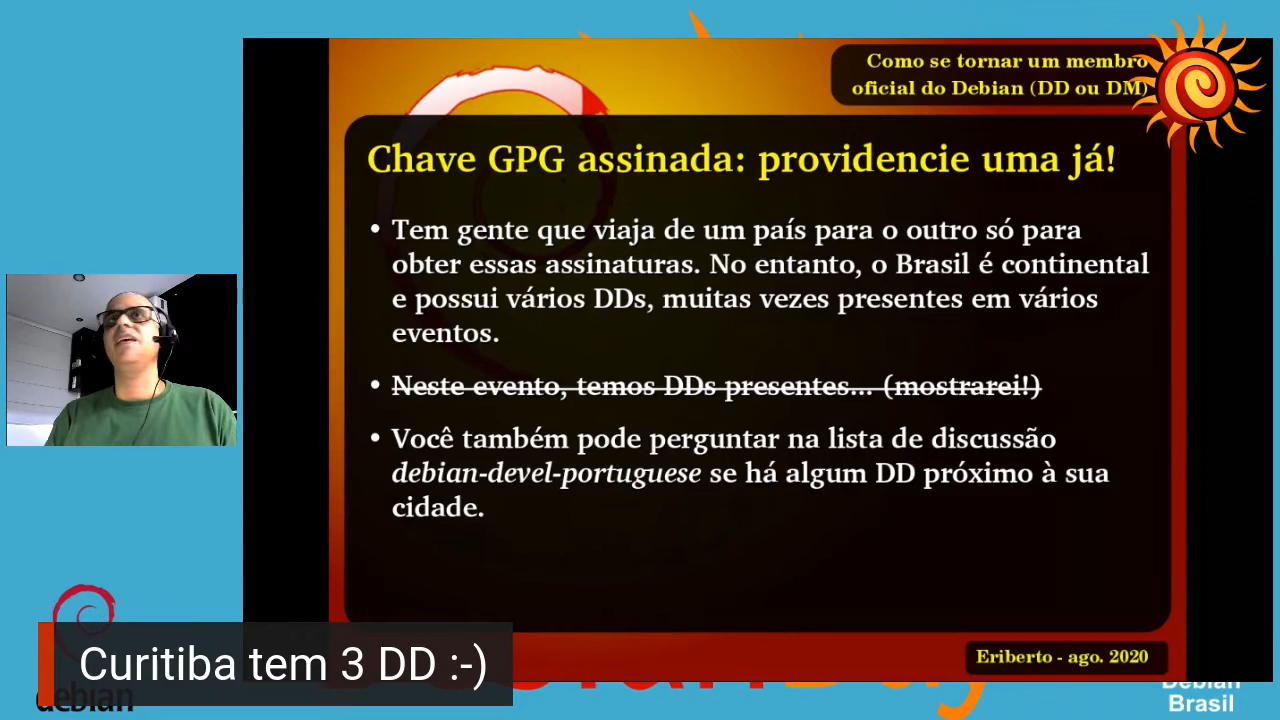 Como se tornar um membro
oficial do Debian (DD ou DM)
Chave GPG assinada: providencie uma já!
• Tem gente que viaja de um país para o outro só para
obter essas assinaturas. No entanto, o Brasil é continental
e possui vários DDs, muitas vezes presentes em vários
eventos.
• Neste evento, temos DDs presentes... (mostrarei!)
• Você também pode perguntar na lista de discussão
debian-devel-portuguese se há algum DD próximo à sua
cidade.
Eriberto - ago. 2020
Curitiba tem 3 DD :-)
debian
Debian
Brasil